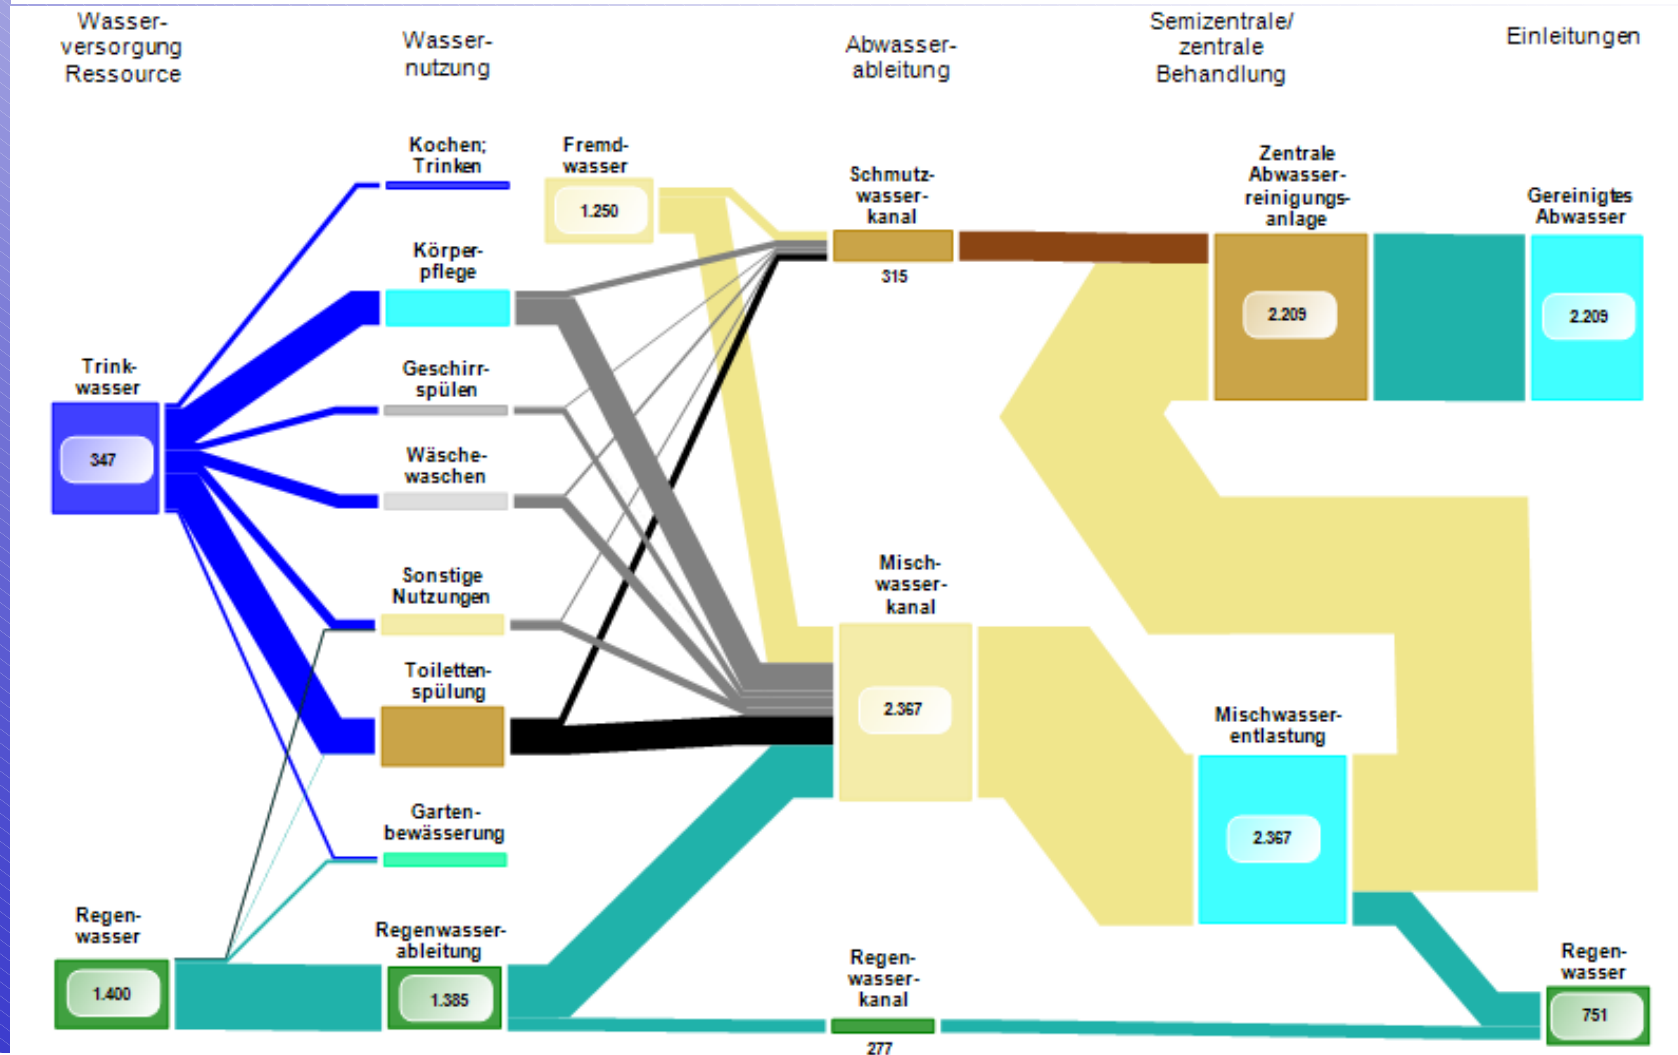 Wasser-
versorgung
Ressource
Wasser-
nutzung
Abwasser-
ableitung
Semizentrale/
zentrale
Behandlung
Einleitungen
Kochen;
Trinken
Fremd-
wasser
1.250
Schmutz-
wasser-
kanal
315
Zentrale
Abwasser-
reinigungs-
anlage
2.209
Gereinigtes
Abwasser
2.209
Körper-
pflege
Trink-
wasser
347
Geschirr-
spülen
Wäsche-
waschen
Sonstige
Nutzungen
Misch-
wasser-
kanal
2.367
Toiletten-
spülung
Mischwasser-
entlastung
2.367
Garten-
bewässerung
Regen-
wasser
1.400
Regenwasser-
ableitung
1.385
Regen-
wasser-
kanal
277
Regen-
wasser
751